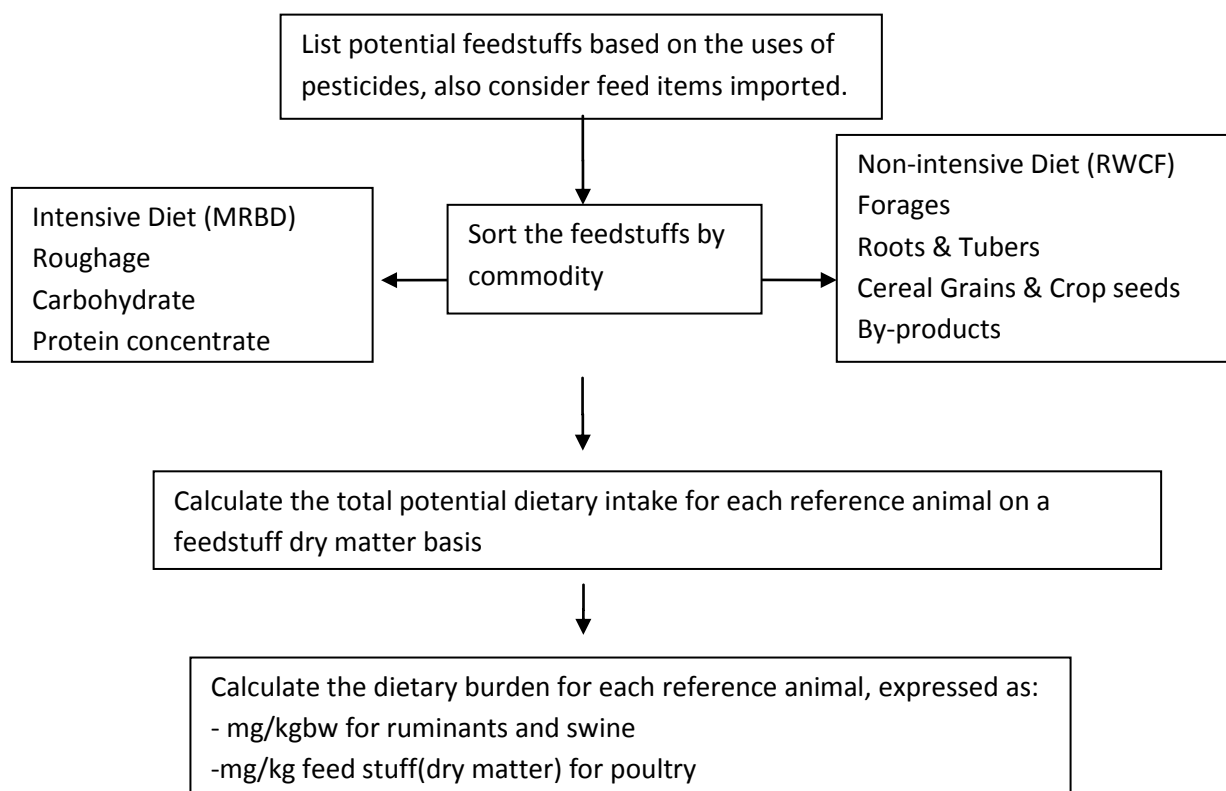 List potential feedstuffs based on the uses of
pesticides, also consider feed items imported.
Intensive Diet (MRBD)
Roughage
Carbohydrate
Protein concentrate
Sort the feedstuffs by
commodity
Non-intensive Diet (RWCF)
Forages
Roots & Tubers
Cereal Grains & Crop seeds
By-products
Calculate the total potential dietary intake for each reference animal on a
feedstuff dry matter basis
Calculate the dietary burden for each reference animal, expressed as:
- mg/kgbw for ruminants and swine
-mg/kg feed stuff(dry matter) for poultry